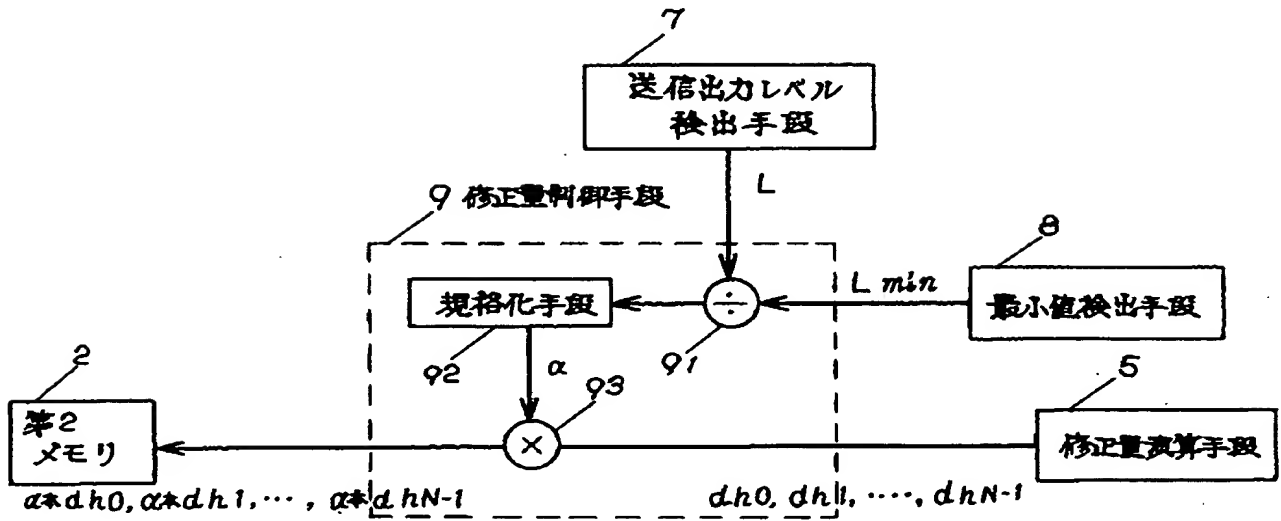 7
送信出力レベル
検出手段
L
9 修正量制御手段
8
L min
最小値検出手段
規格化手段
÷
92
α
91
93
2
第2
メモリ
×
5
修正量演算手段
α*dh0, α*dh1, ···, α*dhN-1
dh0, dh1, ····, dhN-1